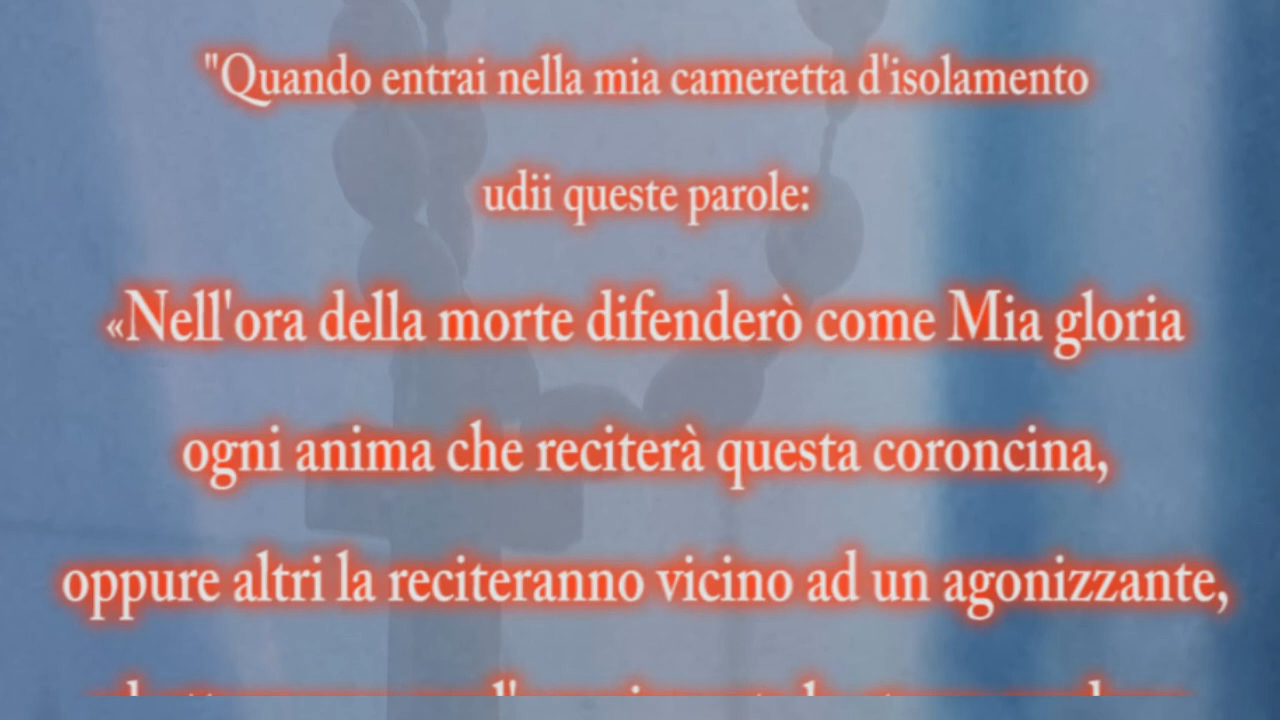 "Quando entrai nella mia cameretta d'isolamento
udii queste parole:
«Nell'ora della morte difenderò come Mia gloria
ogni anima che reciterà questa coroncina,
oppure altri la reciteranno vicino ad un agonizzante,